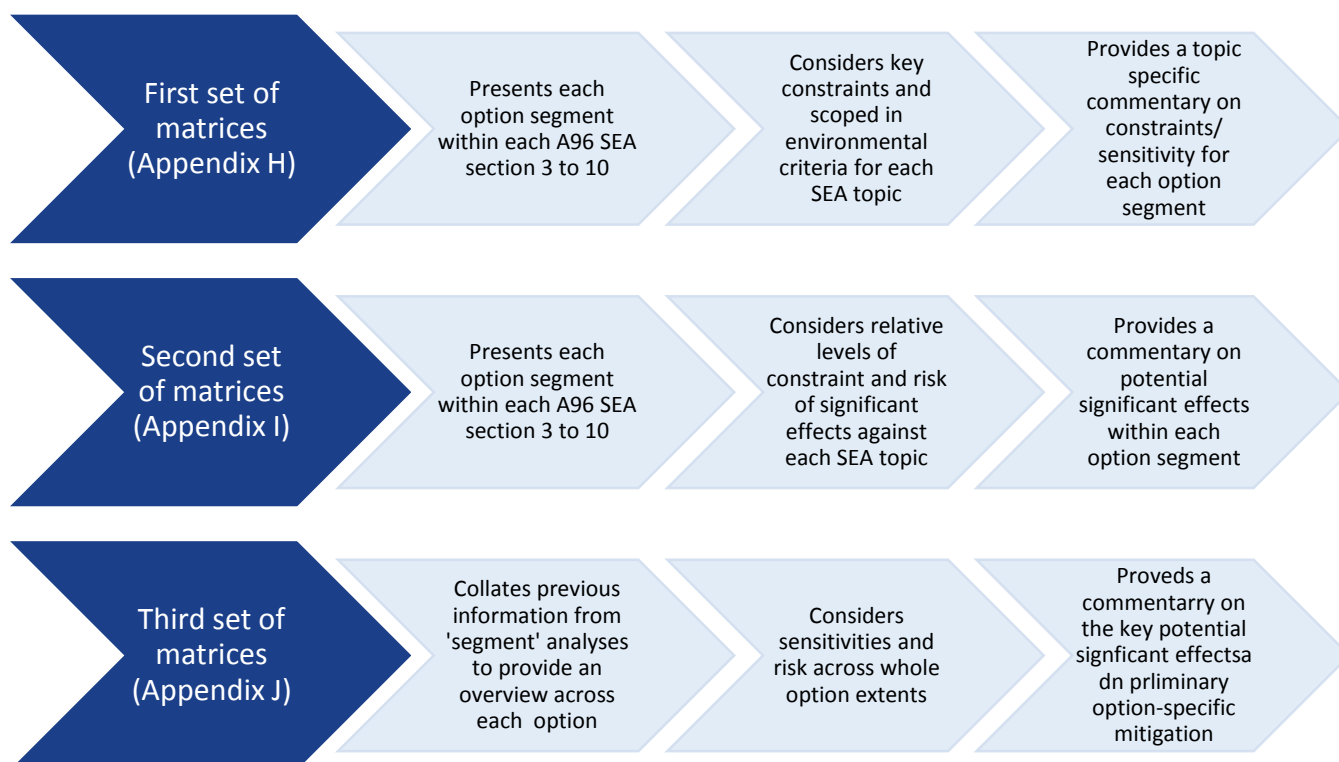 First set of
matrices
(Appendix H)
Presents each
option segment
within each A96 SEA
section 3 to 10
Considers key
constraints and
scoped in
environmental
criteria for each
SEA topic
Provides a topic
specific
commentary on
constraints/
sensitivity for
each option
segment
Second set
of matrices
(Appendix I)
Presents each
option segment
within each A96 SEA
section 3 to 10
Considers relative
levels of
constraint and risk
of significant
effects against
each SEA topic
Provides a
commentary on
potential
significant effects
within each
option segment
Third set of
matrices
(Appendix J)
Collates previous
information from
'segment' analyses
to provide an
overview across
each option
Considers
sensitivities and
risk across whole
option extents
Proveds a
commentarry on
the key potential
signficant effectsa
dn prliminary
option-specific
mitigation